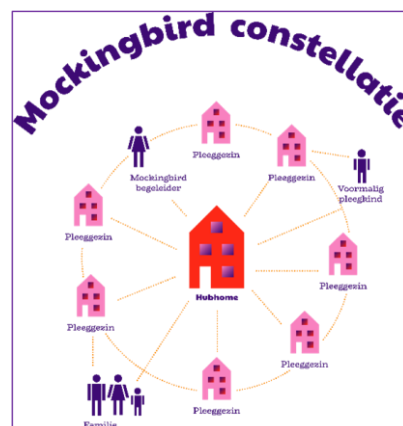 Mockingbird constellatie
Pleeggezin
Mockingbird
begeleider
Pleeggezin
Voormalig
pleegkind
Pleeggezin
Pleeggezin
Hubhome
Pleeggezin
Pleeggezin
Pleeggezin
Familie